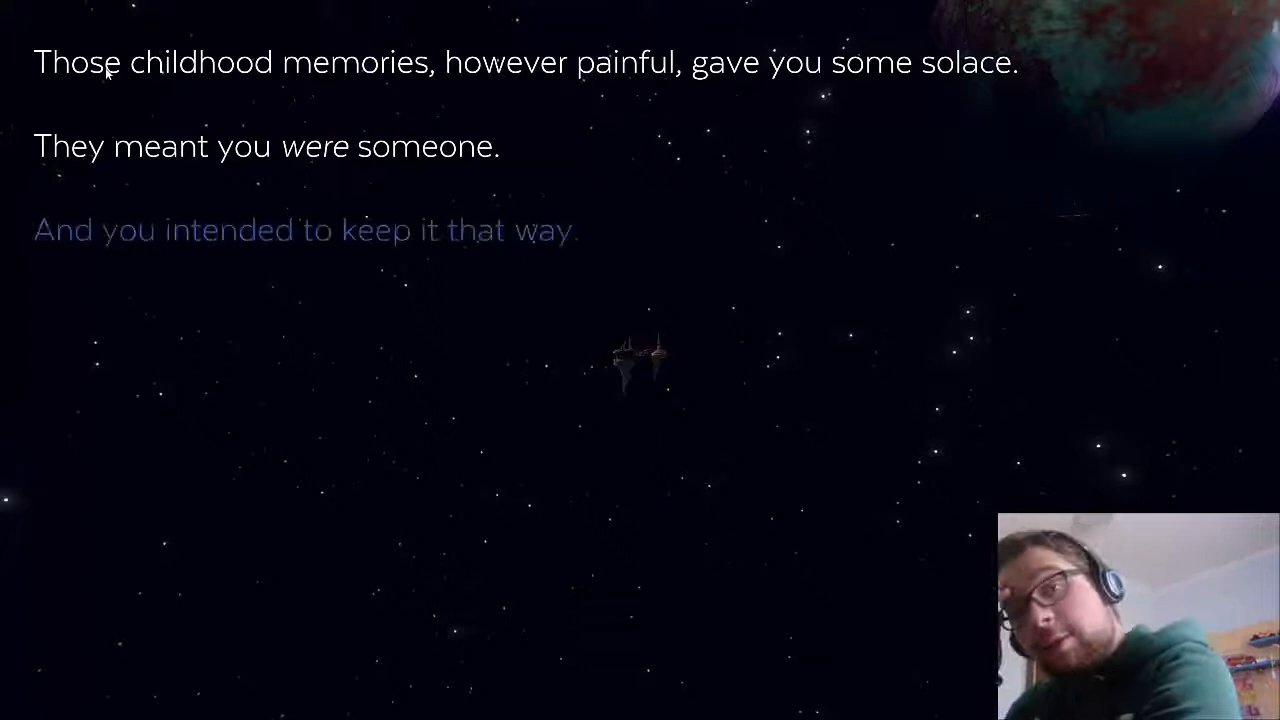 Those childhood memories, however painful, gave you some solace.
They meant you were someone.
And you intended to keep it that way.